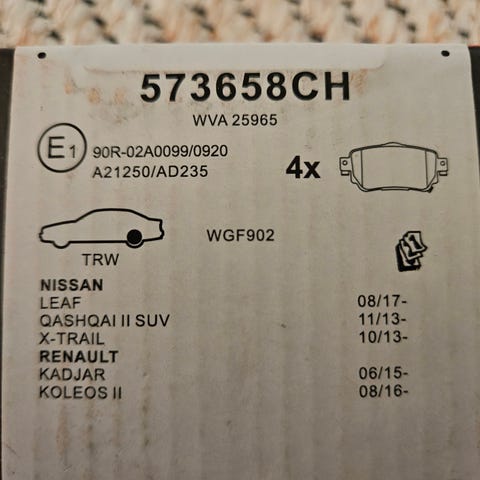 573658CH
WVA 25965
E1 90R-02A0099/0920
A21250/AD235
4x
TRW
WGF902
NISSAN
LEAF 08/17-
QASHQAI II SUV 11/13-
X-TRAIL 10/13-
RENAULT
KADJAR 06/15-
KOLEOS II 08/16-